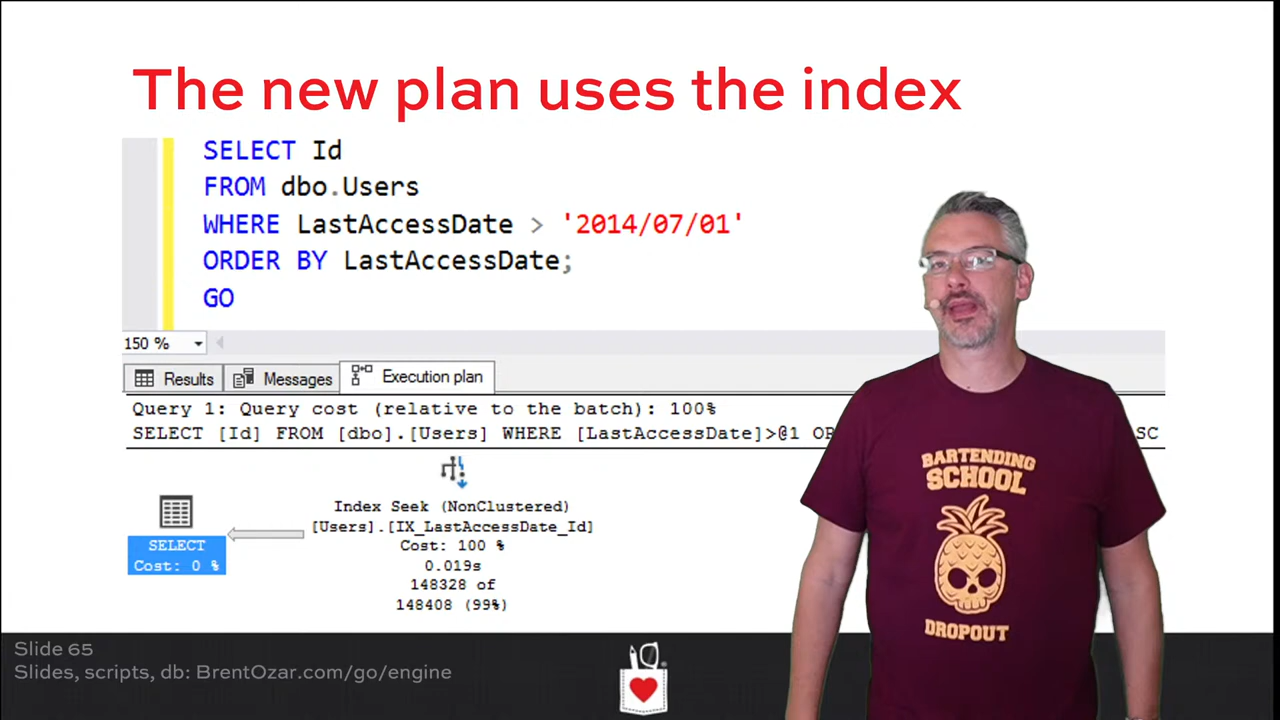 The new plan uses the index
SELECT Id
FROM dbo.Users
WHERE LastAccessDate > '2014/07/01'
ORDER BY LastAccessDate;
GO
150 %
Results
Messages
Execution plan
Query 1: Query cost (relative to the batch): 100%
SELECT [Id] FROM [dbo].[Users] WHERE [LastAccessDate]>@1 OR SC
Index Seek (NonClustered)
[Users].[IX_LastAccessDate_Id]
Cost: 100 %
0.019s
148328 of
148408 (99%)
SELECT
Cost: 0 %
BARTENDING
SCHOOL
DROPOUT
Slide 65
Slides, scripts, db: BrentOzar.com/go/engine